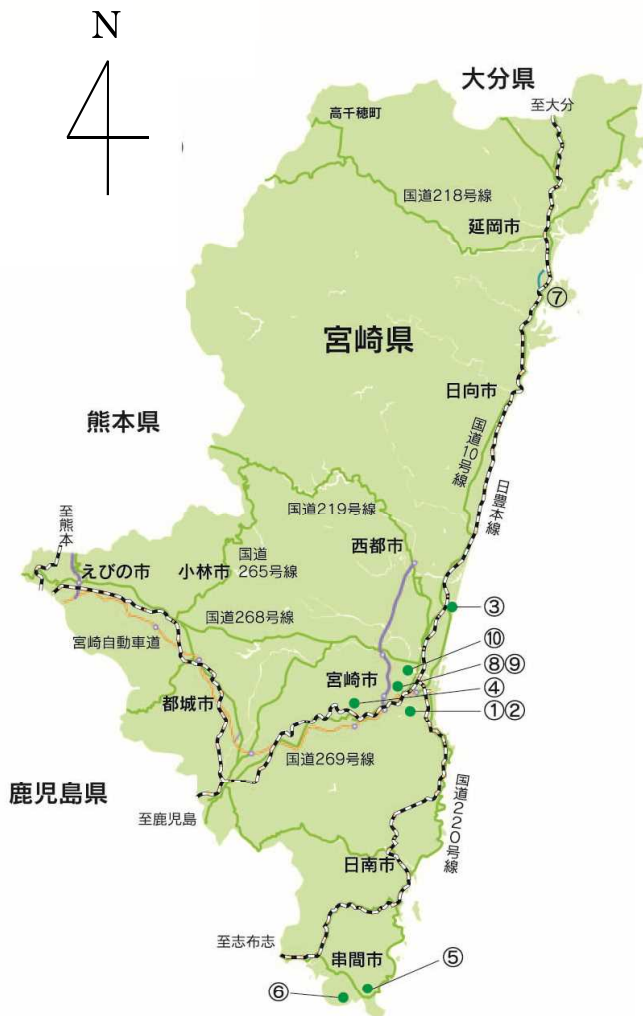 N
大分県
至大分
高千穂町
国道218号線
延岡市
⑦
宮崎県
日向市
熊本県
国道10号線
日豊本線
国道219号線
至熊本
西都市
えびの市
小林市
国道
265号線
③
国道268号線
宮崎自動車道
⑩
宮崎市
⑧⑨
④
都城市
①②
国道269号線
鹿児島県
国道220号線
至鹿児島
日南市
至志布志
串間市
⑤
⑥